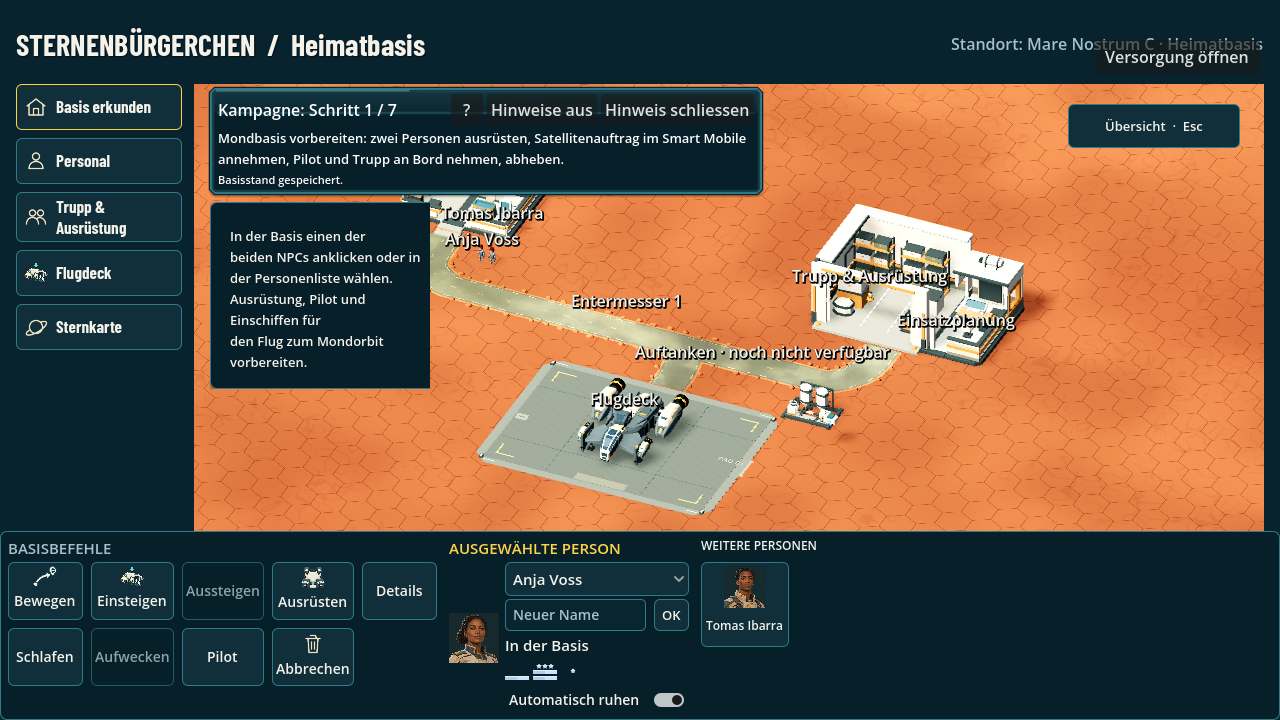 STERNENBÜRGERCHEN / Heimatbasis
Standort: Mare Nostrum C · Heimatbasis
Versorgung öffnen
Basis erkunden
Personal
Trupp &
Ausrüstung
Flugdeck
Sternkarte
Kampagne: Schritt 1 / 7
? Hinweise aus Hinweis schliessen
Mondbasis vorbereiten: zwei Personen ausrüsten, Satellitenauftrag im Smart Mobile
annehmen, Pilot und Trupp an Bord nehmen, abheben.
Basisstand gespeichert.
Übersicht · Esc
In der Basis einen der
beiden NPCs anklicken oder in
der Personenliste wählen.
Ausrüstung, Pilot und
Einschiffen für
den Flug zum Mondorbit
vorbereiten.
Tomas Ibarra
Anja Voss
Trupp & Ausrüstung
Entermesser 1
Einsatzplanung
Auftanken · noch nicht verfügbar
Flugdeck
BASISBEFEHLE
Bewegen
Einsteigen
Aussteigen
Ausrüsten
Details
Schlafen
Aufwecken
Pilot
Abbrechen
AUSGEWÄHLTE PERSON
Anja Voss
Neuer Name
OK
In der Basis
Automatisch ruhen
WEITERE PERSONEN
Tomas Ibarra